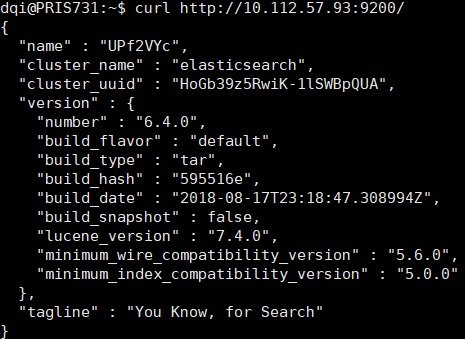 dqi@PRIS731:~$ curl http://10.112.57.93:9200/
{
  "name" : "UPf2VYc",
  "cluster_name" : "elasticsearch",
  "cluster_uuid" : "HoGb39z5RwiK-1lSWBpQUA",
  "version" : {
    "number" : "6.4.0",
    "build_flavor" : "default",
    "build_type" : "tar",
    "build_hash" : "595516e",
    "build_date" : "2018-08-17T23:18:47.308994Z",
    "build_snapshot" : false,
    "lucene_version" : "7.4.0",
    "minimum_wire_compatibility_version" : "5.6.0",
    "minimum_index_compatibility_version" : "5.0.0"
  },
  "tagline" : "You Know, for Search"
}